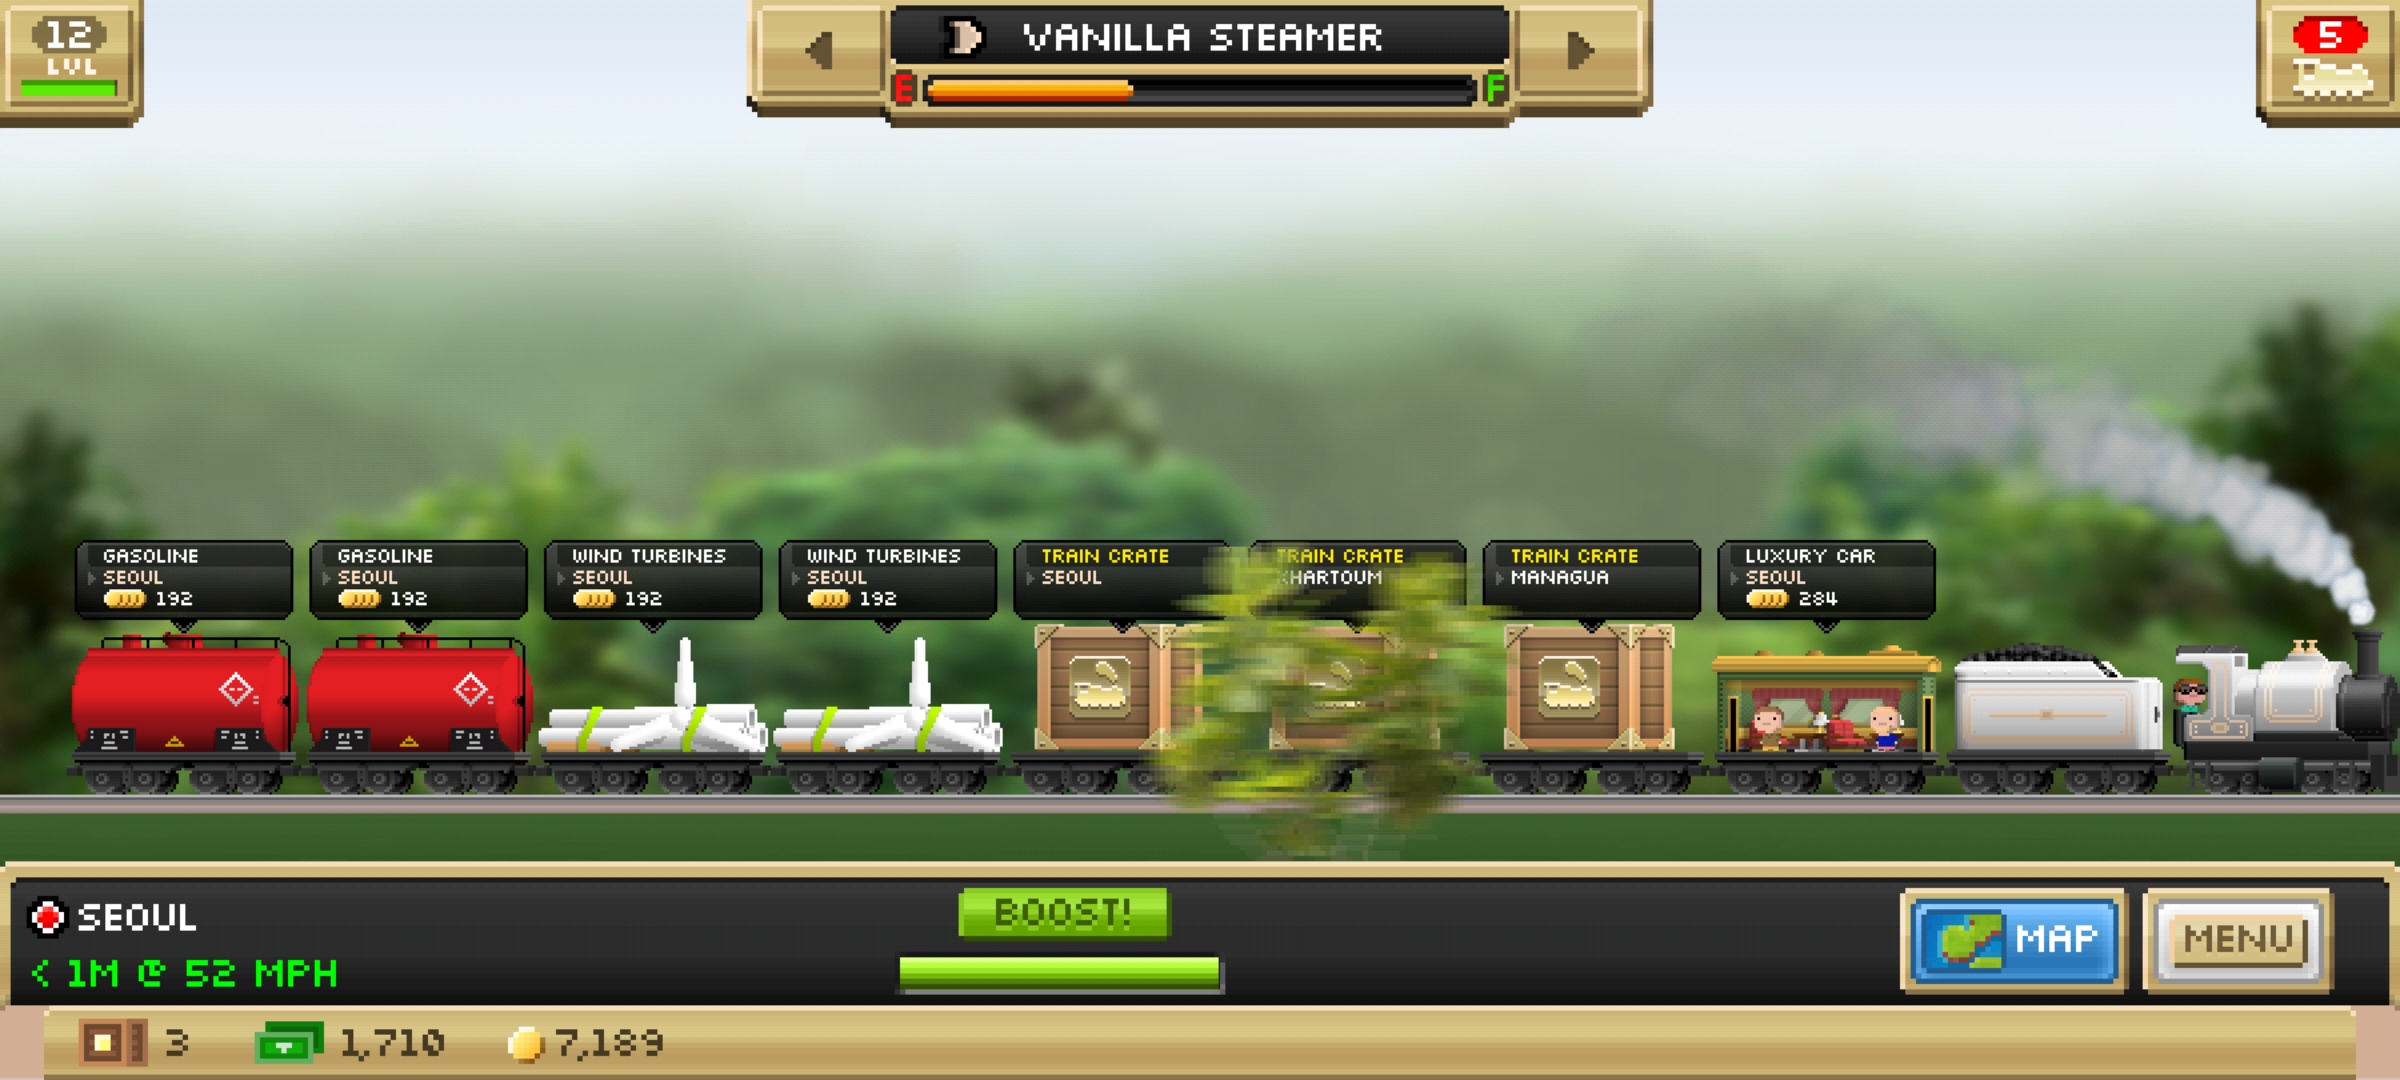 12
LVL
VANILLA STEAMER
E
F
5
GASOLINE
SEOUL
192
GASOLINE
SEOUL
192
WIND TURBINES
SEOUL
192
WIND TURBINES
SEOUL
192
TRAIN CRATE
SEOUL
TRAIN CRATE
KHARTOUM
TRAIN CRATE
MANAGUA
LUXURY CAR
SEOUL
284
SEOUL
< 1M @ 52 MPH
BOOST!
MAP
MENU
3
1,710
7,189